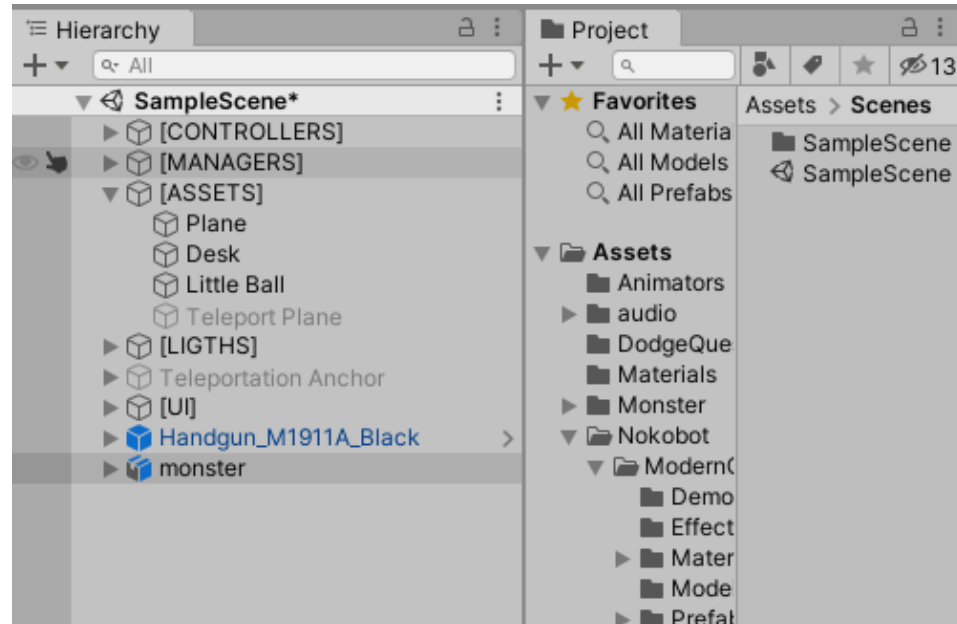 Hierarchy
All
SampleScene*
[CONTROLLERS]
[MANAGERS]
[ASSETS]
Plane
Desk
Little Ball
Teleport Plane
[LIGTHS]
Teleportation Anchor
[UI]
Handgun_M1911A_Black
monster
Project
13
Favorites
All Materia
All Models
All Prefabs
Assets
Animators
audio
DodgeQue
Materials
Monster
Nokobot
Modern(
Demo
Effect
Mater
Mode
Prefab
Assets > Scenes
SampleScene
SampleScene